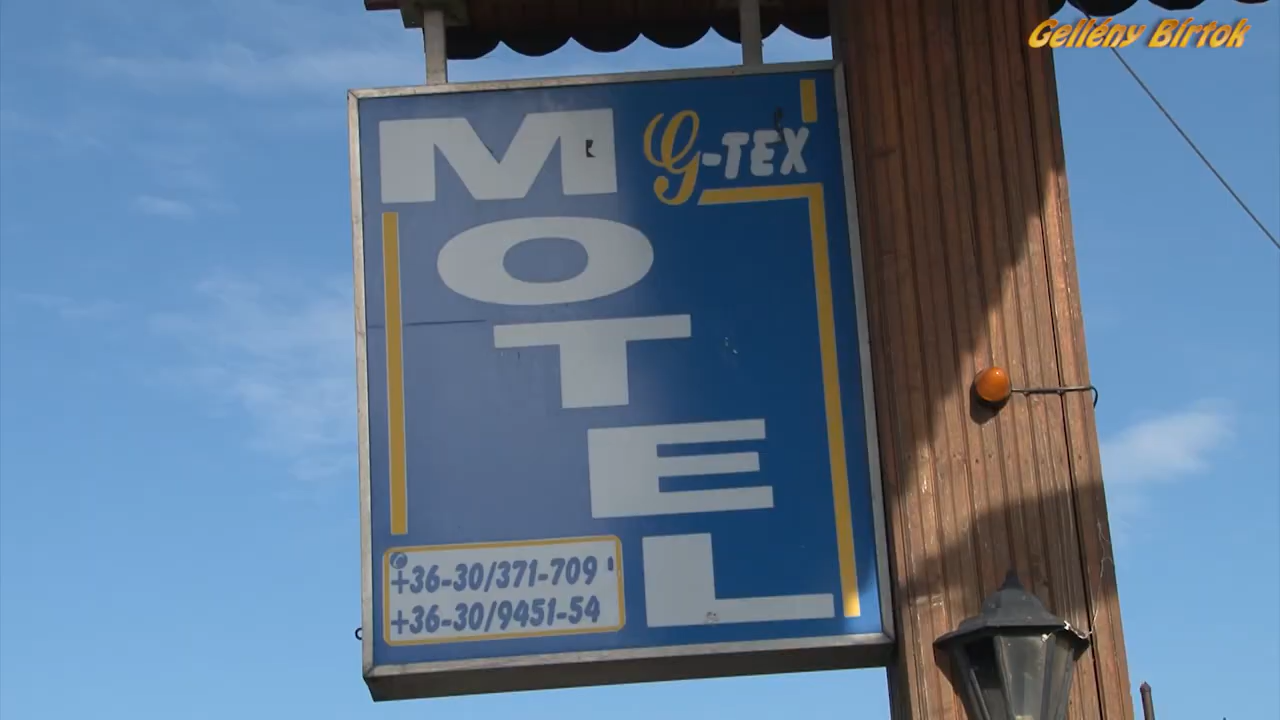 Gellény Birtok
G-TEX
MOTEL
+36-30/371-709
+36-30/9451-54